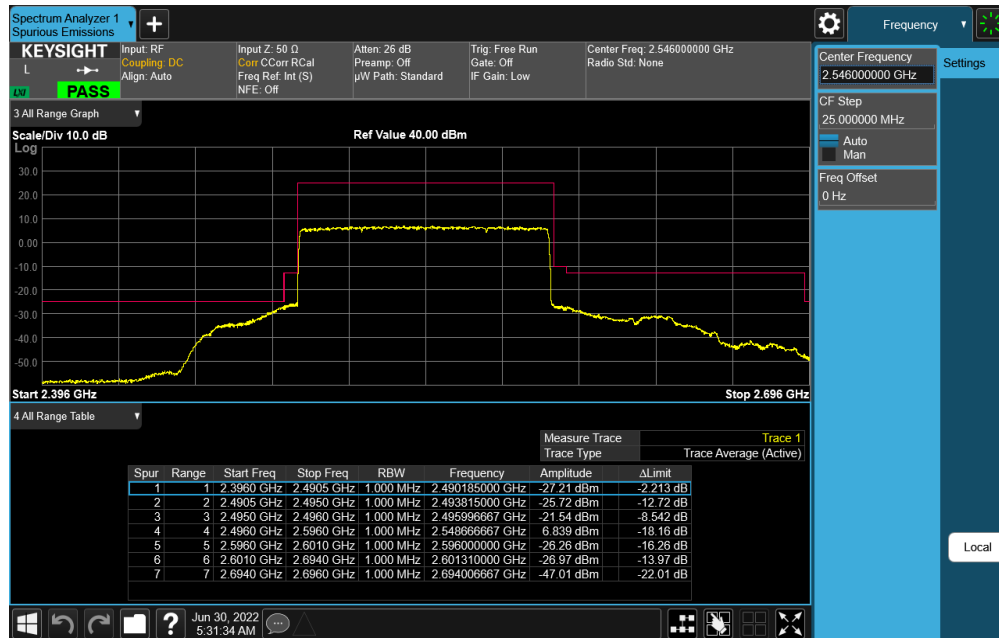 Spectrum Analyzer 1
Spurious Emissions
Frequency
KEYSIGHT
L
LXI
PASS
Input: RF
Coupling: DC
Align: Auto
Input Z: 50 Ω
Corr CCorr RCal
Freq Ref: Int (S)
NFE: Off
Atten: 26 dB
Preamp: Off
µW Path: Standard
Trig: Free Run
Gate: Off
IF Gain: Low
Center Freq: 2.546000000 GHz
Radio Std: None
Center Frequency
2.546000000 GHz
Settings
CF Step
25.000000 MHz
Auto
Man
Freq Offset
0 Hz
Local
3 All Range Graph
Scale/Div 10.0 dB
Ref Value 40.00 dBm
Log
30.0
20.0
10.0
0.00
-10.0
-20.0
-30.0
-40.0
-50.0
Start 2.396 GHz
Stop 2.696 GHz
4 All Range Table
Measure Trace Trace 1
Trace Type Trace Average (Active)
Spur Range Start Freq Stop Freq RBW Frequency Amplitude ΔLimit
1 1 2.3960 GHz 2.4905 GHz 1.000 MHz 2.490185000 GHz -27.21 dBm -2.213 dB
2 2 2.4905 GHz 2.4950 GHz 1.000 MHz 2.493815000 GHz -25.72 dBm -12.72 dB
3 3 2.4950 GHz 2.4960 GHz 1.000 MHz 2.495996667 GHz -21.54 dBm -8.542 dB
4 4 2.4960 GHz 2.5960 GHz 1.000 MHz 2.548666667 GHz 6.839 dBm -18.16 dB
5 5 2.5960 GHz 2.6010 GHz 1.000 MHz 2.596000000 GHz -26.26 dBm -16.26 dB
6 6 2.6010 GHz 2.6940 GHz 1.000 MHz 2.601310000 GHz -26.97 dBm -13.97 dB
7 7 2.6940 GHz 2.6960 GHz 1.000 MHz 2.694006667 GHz -47.01 dBm -22.01 dB
Jun 30, 2022
5:31:34 AM